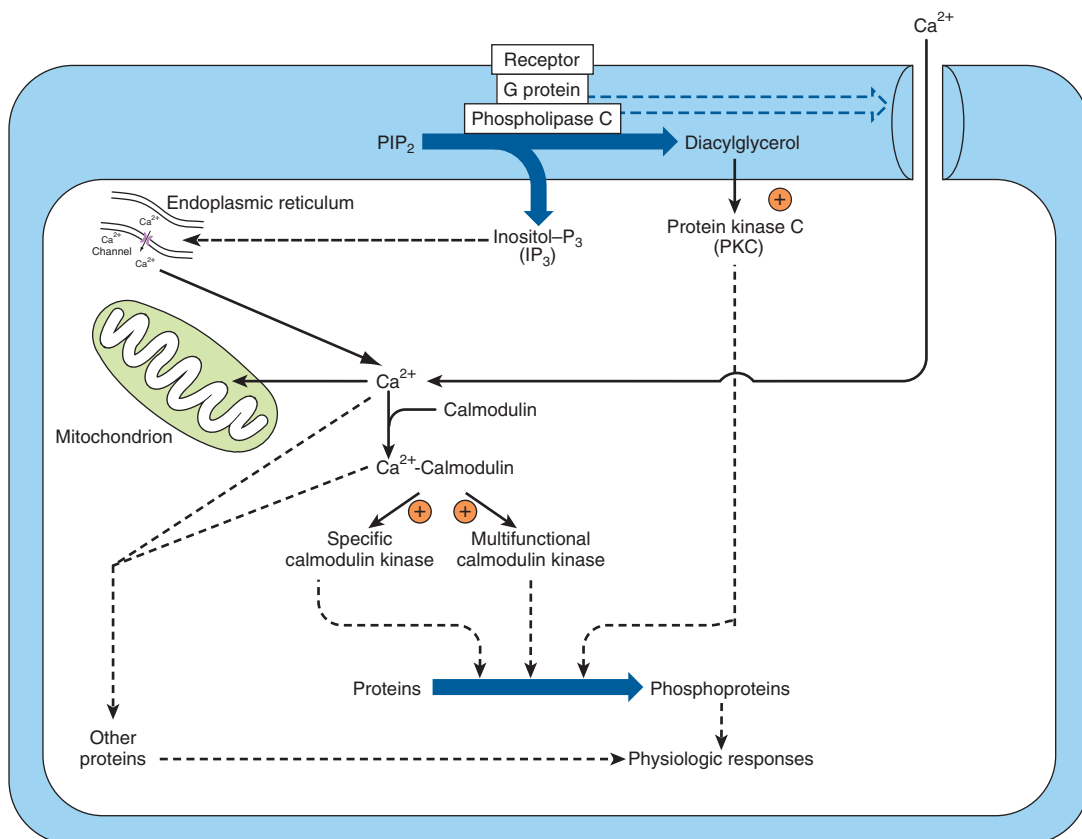 Ca²⁺
Receptor
G protein
Phospholipase C
PIP₂
Diacylglycerol
Endoplasmic reticulum
Ca²⁺
Ca²⁺
Channel
Ca²⁺
Inositol–P₃
(IP₃)
+
Protein kinase C
(PKC)
Ca²⁺
Calmodulin
Mitochondrion
Ca²⁺-Calmodulin
+
+
Specific
calmodulin kinase
Multifunctional
calmodulin kinase
Proteins
Phosphoproteins
Other
proteins
Physiologic responses